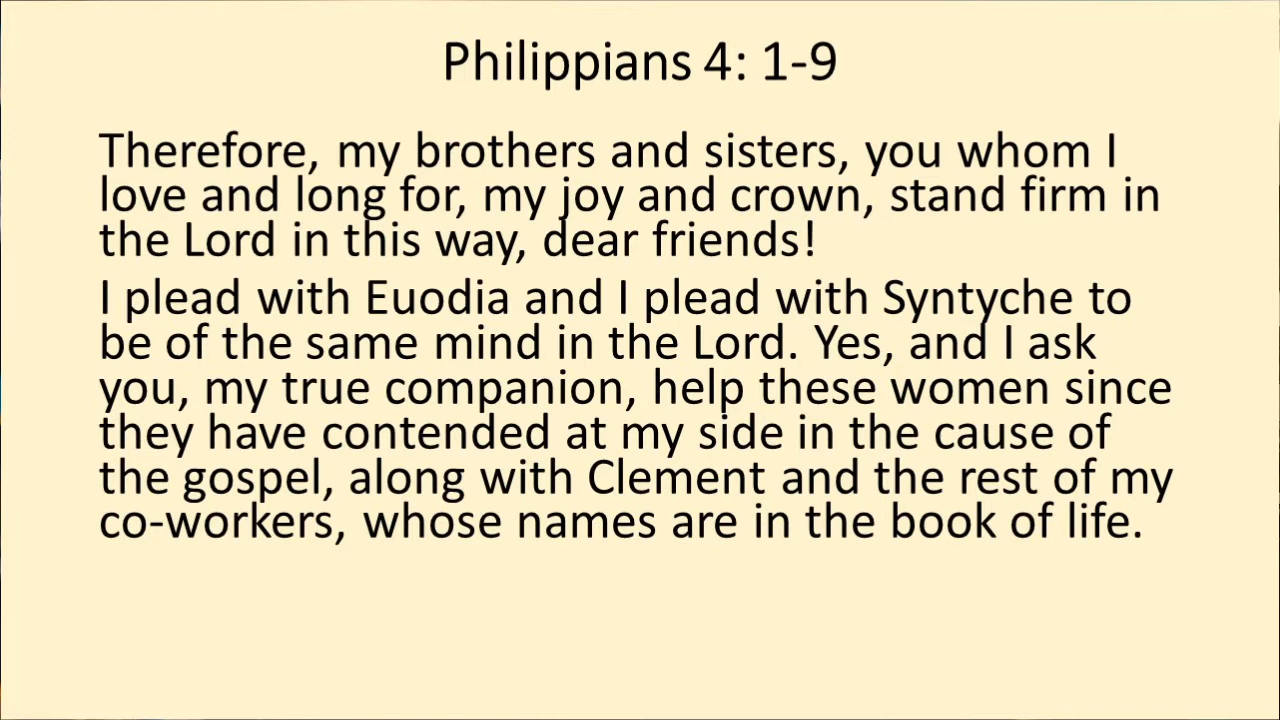 Philippians 4: 1-9
Therefore, my brothers and sisters, you whom I
love and long for, my joy and crown, stand firm in
the Lord in this way, dear friends!
I plead with Euodia and I plead with Syntyche to
be of the same mind in the Lord. Yes, and I ask
you, my true companion, help these women since
they have contended at my side in the cause of
the gospel, along with Clement and the rest of my
co-workers, whose names are in the book of life.